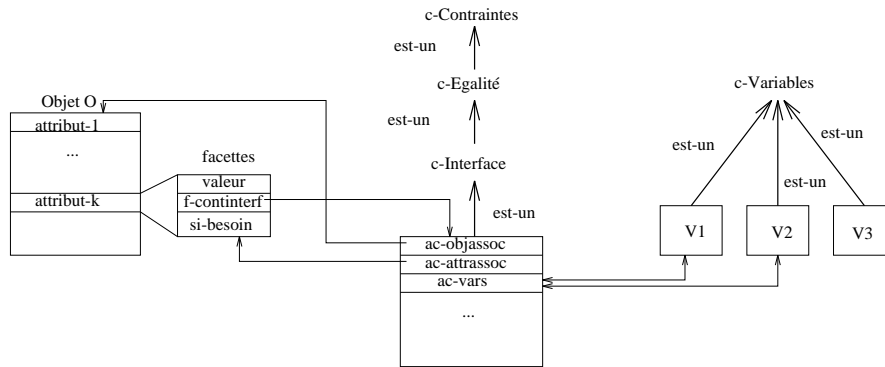 c-Contraintes
est-un
c-Egalité
est-un
c-Interface
est-un
Objet O
attribut-1
...
attribut-k
facettes
valeur
f-continterf
si-besoin
ac-objassoc
ac-attrassoc
ac-vars
...
c-Variables
est-un
est-un
est-un
V1
V2
V3